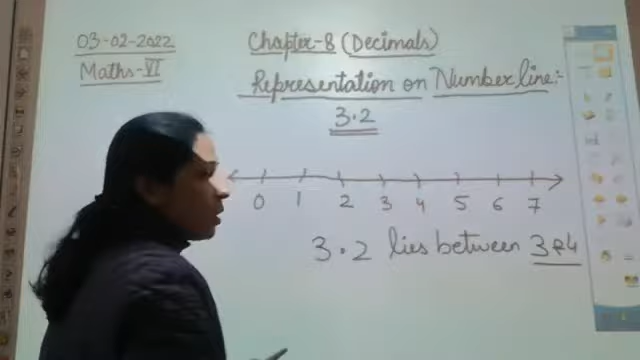 03-02-2022
Maths-VI
Chapter-8 (Decimals)
Representation on Number line:-
3.2
0 1 2 3 4 5 6 7
3.2 lies between 3 & 4